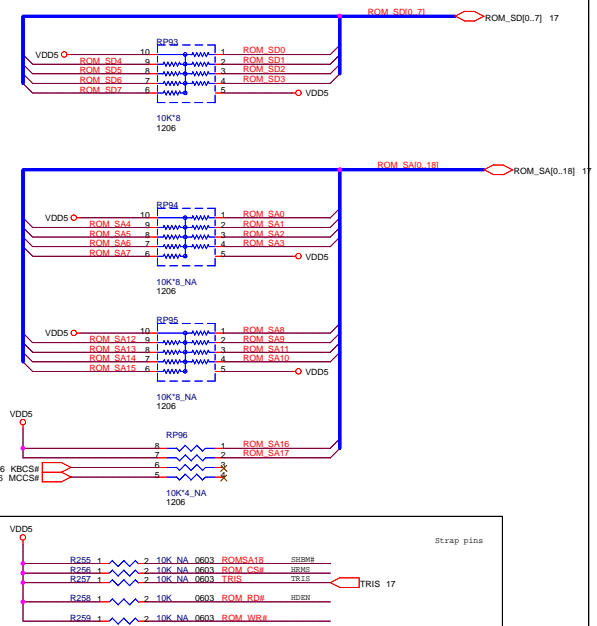 ROM_SD[0..7]
ROM_SD[0..7] 17
RP93
VDD5 10 1 ROM_SD0
ROM_SD4 9 2 ROM_SD1
ROM_SD5 8 3 ROM_SD2
ROM_SD6 7 4 ROM_SD3
ROM_SD7 6 5 VDD5
10K*8
1206
ROM_SA[0..18]
ROM_SA[0..18] 17
RP94
VDD5 10 1 ROM_SA0
ROM_SA4 9 2 ROM_SA1
ROM_SA5 8 3 ROM_SA2
ROM_SA6 7 4 ROM_SA3
ROM_SA7 6 5 VDD5
10K*8_NA
1206
RP95
VDD5 10 1 ROM_SA8
ROM_SA12 9 2 ROM_SA9
ROM_SA13 8 3 ROM_SA11
ROM_SA14 7 4 ROM_SA10
ROM_SA15 6 5 VDD5
10K*8_NA
1206
VDD5
RP96
8 1 ROM_SA16
7 2 ROM_SA17
6 KBCS# 6 3
6 MCCS# 5 4
10K*4_NA
1206
VDD5
Strap pins
R255 1 2 10K_NA 0603 ROMSA18 SHBM#
R256 1 2 10K_NA 0603 ROM_CS# HRMS
R257 1 2 10K_NA 0603 TRIS TRIS TRIS 17
R258 1 2 10K 0603 ROM_RD# HDEN
R259 1 2 10K_NA 0603 ROM_WR#